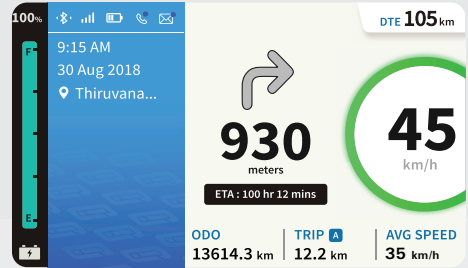 100%
F
E
9:15 AM
30 Aug 2018
Thiruvana...
DTE 105 km
930
meters
ETA : 100 hr 12 mins
45
km/h
ODO
13614.3 km
TRIP A
12.2 km
AVG SPEED
35 km/h